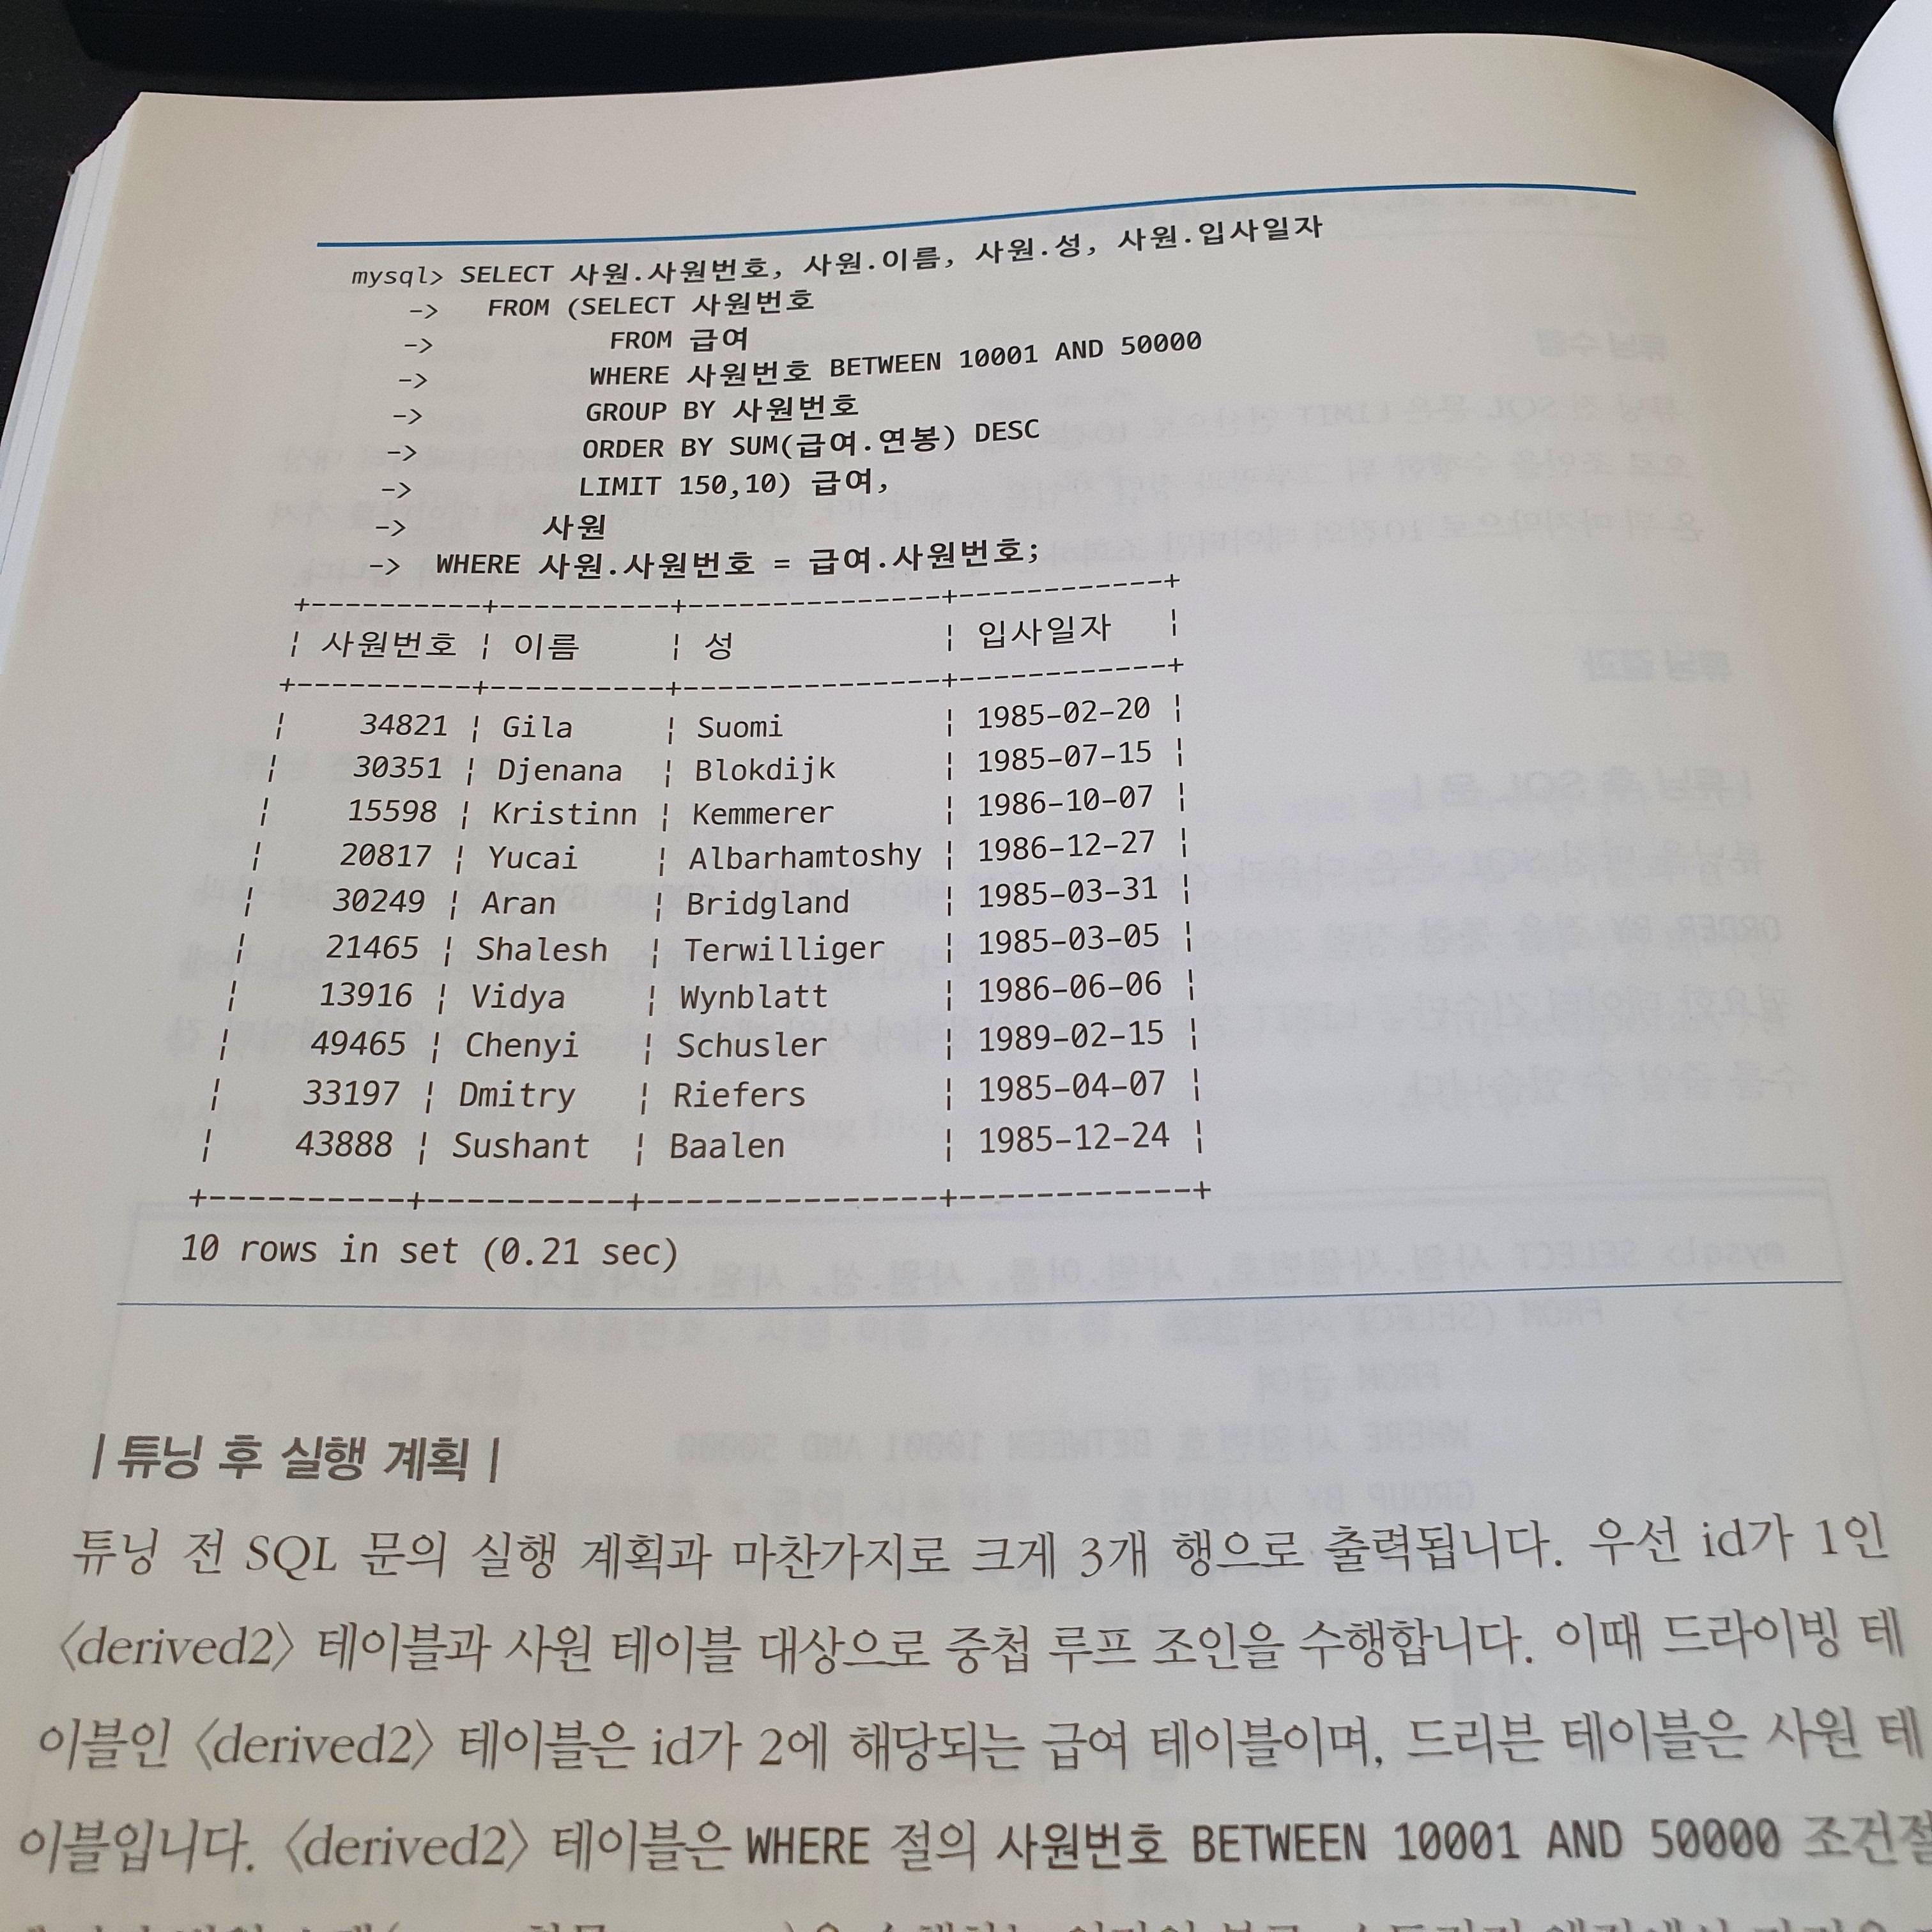 mysql> SELECT 사원.사원번호, 사원.이름, 사원.성, 사원.입사일자
-> FROM (SELECT 사원번호
-> FROM 급여
-> WHERE 사원번호 BETWEEN 10001 AND 50000
-> GROUP BY 사원번호
-> ORDER BY SUM(급여.연봉) DESC
-> LIMIT 150,10) 급여,
-> 사원
-> WHERE 사원.사원번호 = 급여.사원번호;
+----------+----------+--------------+-----------+
¦ 사원번호 ¦ 이름 ¦ 성 ¦ 입사일자 ¦
+----------+----------+--------------+-----------+
¦ 34821 ¦ Gila ¦ Suomi ¦ 1985-02-20 ¦
¦ 30351 ¦ Djenana ¦ Blokdijk ¦ 1985-07-15 ¦
¦ 15598 ¦ Kristinn ¦ Kemmerer ¦ 1986-10-07 ¦
¦ 20817 ¦ Yucai ¦ Albarhamtoshy ¦ 1986-12-27 ¦
¦ 30249 ¦ Aran ¦ Bridgland ¦ 1985-03-31 ¦
¦ 21465 ¦ Shalesh ¦ Terwilliger ¦ 1985-03-05 ¦
¦ 13916 ¦ Vidya ¦ Wynblatt ¦ 1986-06-06 ¦
¦ 49465 ¦ Chenyi ¦ Schusler ¦ 1989-02-15 ¦
¦ 33197 ¦ Dmitry ¦ Riefers ¦ 1985-04-07 ¦
¦ 43888 ¦ Sushant ¦ Baalen ¦ 1985-12-24 ¦
+----------+----------+--------------+-----------+
10 rows in set (0.21 sec)
| 튜닝 후 실행 계획 |
튜닝 전 SQL 문의 실행 계획과 마찬가지로 크게 3개 행으로 출력됩니다. 우선 id가 1인
〈derived2〉 테이블과 사원 테이블 대상으로 중첩 루프 조인을 수행합니다. 이때 드라이빙 테
이블인 〈derived2〉 테이블은 id가 2에 해당되는 급여 테이블이며, 드리븐 테이블은 사원 테
이블입니다. 〈derived2〉 테이블은 WHERE 절의 사원번호 BETWEEN 10001 AND 50000 조건절